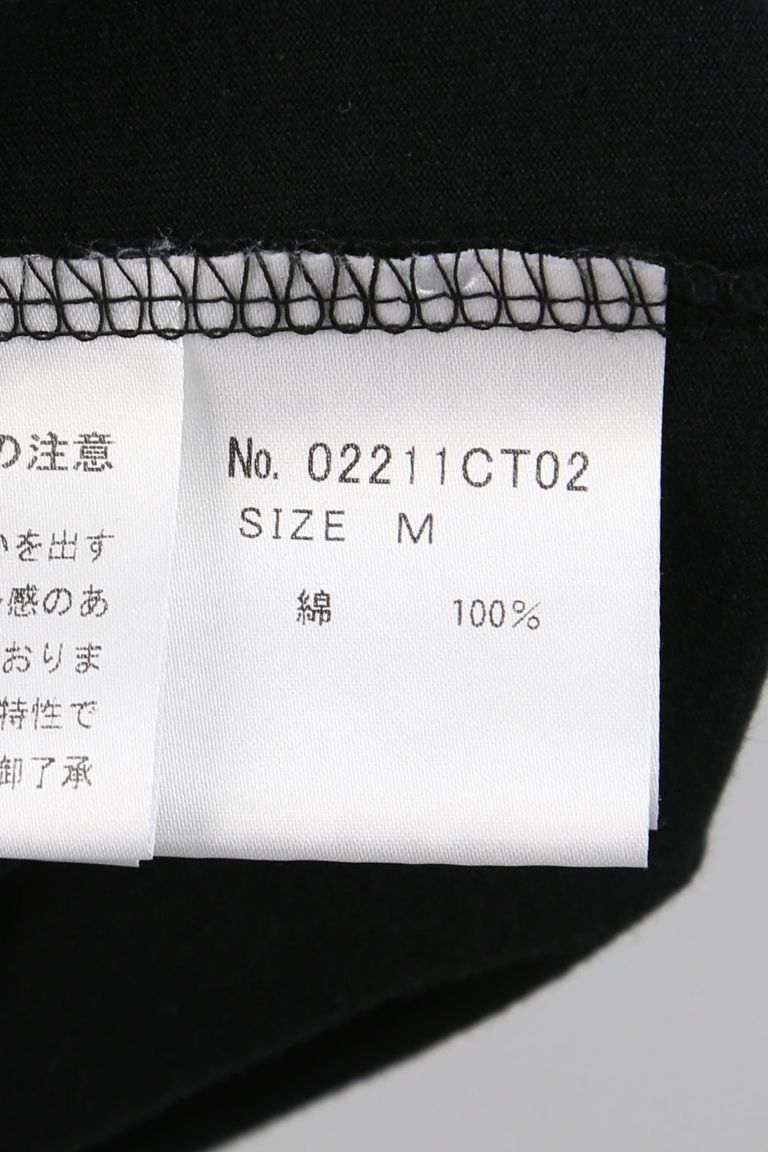 の注意
いを出す
感のあ
おりま
特性で
御了承
No. 02211CT02
SIZE M
綿 100%